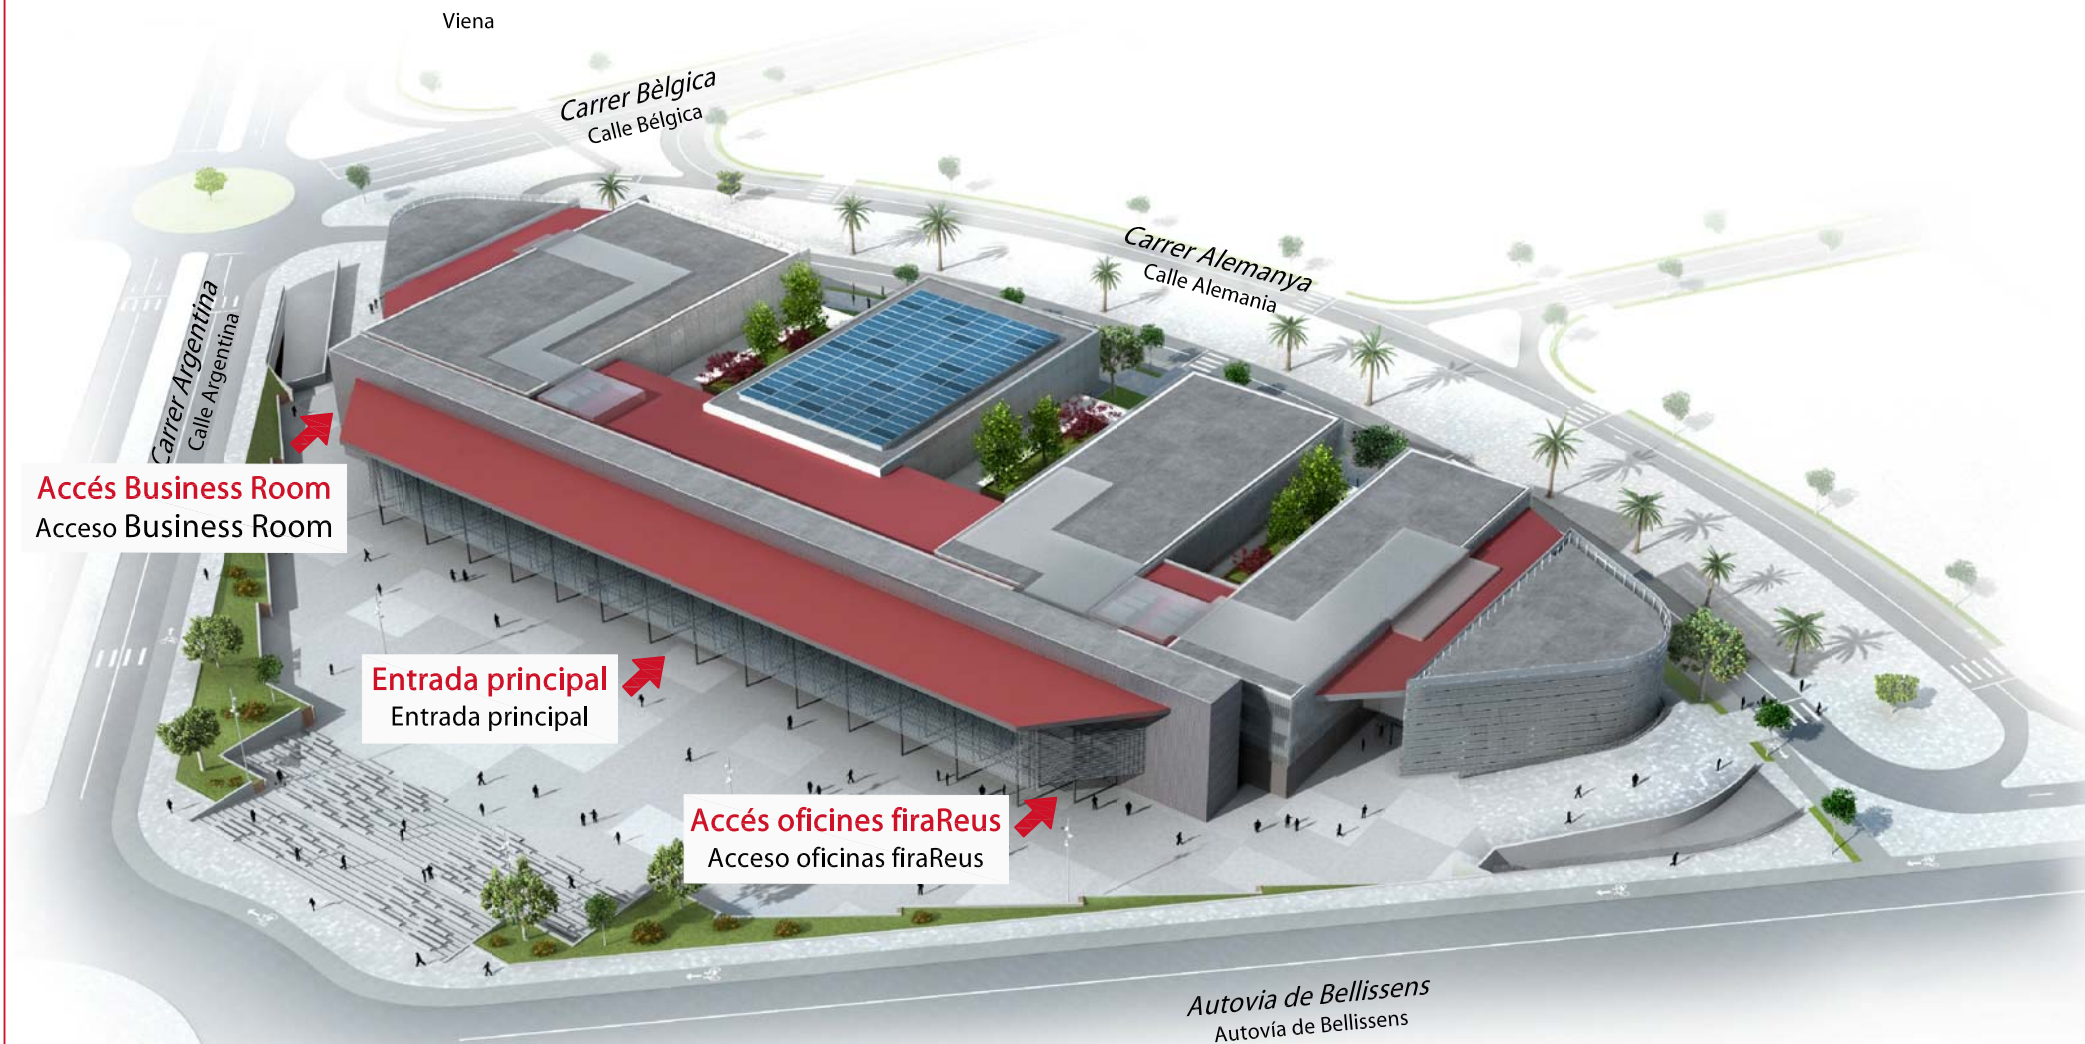 Viena
Carrer Bèlgica
Calle Bélgica
Carrer Alemanya
Calle Alemania
Carrer Argentina
Calle Argentina
Accés Business Room
Acceso Business Room
Entrada principal
Entrada principal
Accés oficines firaReus
Acceso oficinas firaReus
Autovia de Bellissens
Autovía de Bellissens